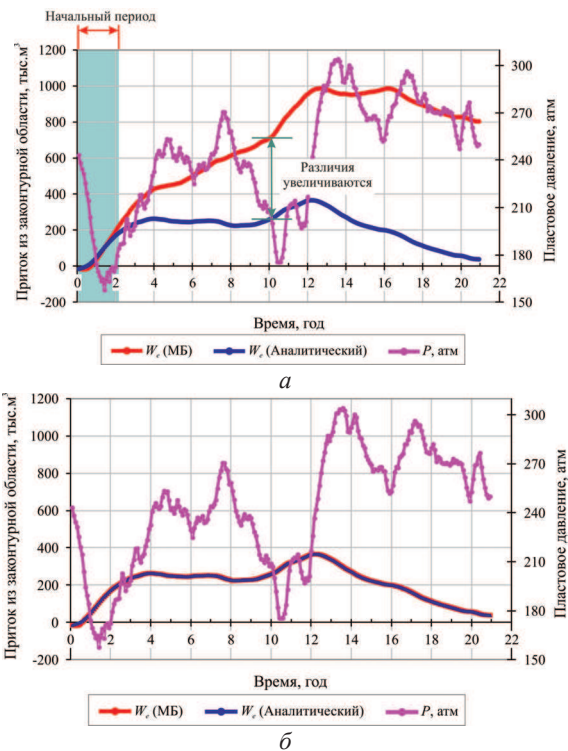 Начальный период
1200
1000
800
600
400
200
0
-200
300
270
240
210
180
150
Приток из законтурной области, тыс.м³
Пластовое давление, атм
Различия
увеличиваются
0 2 4 6 8 10 12 14 16 18 20 22
Время, год
We (МБ) We (Аналитический) P, атм
а
1200
1000
800
600
400
200
0
-200
300
270
240
210
180
150
Приток из законтурной области, тыс.м³
Пластовое давление, атм
0 2 4 6 8 10 12 14 16 18 20 22
Время, год
We (МБ) We (Аналитический) P, атм
б